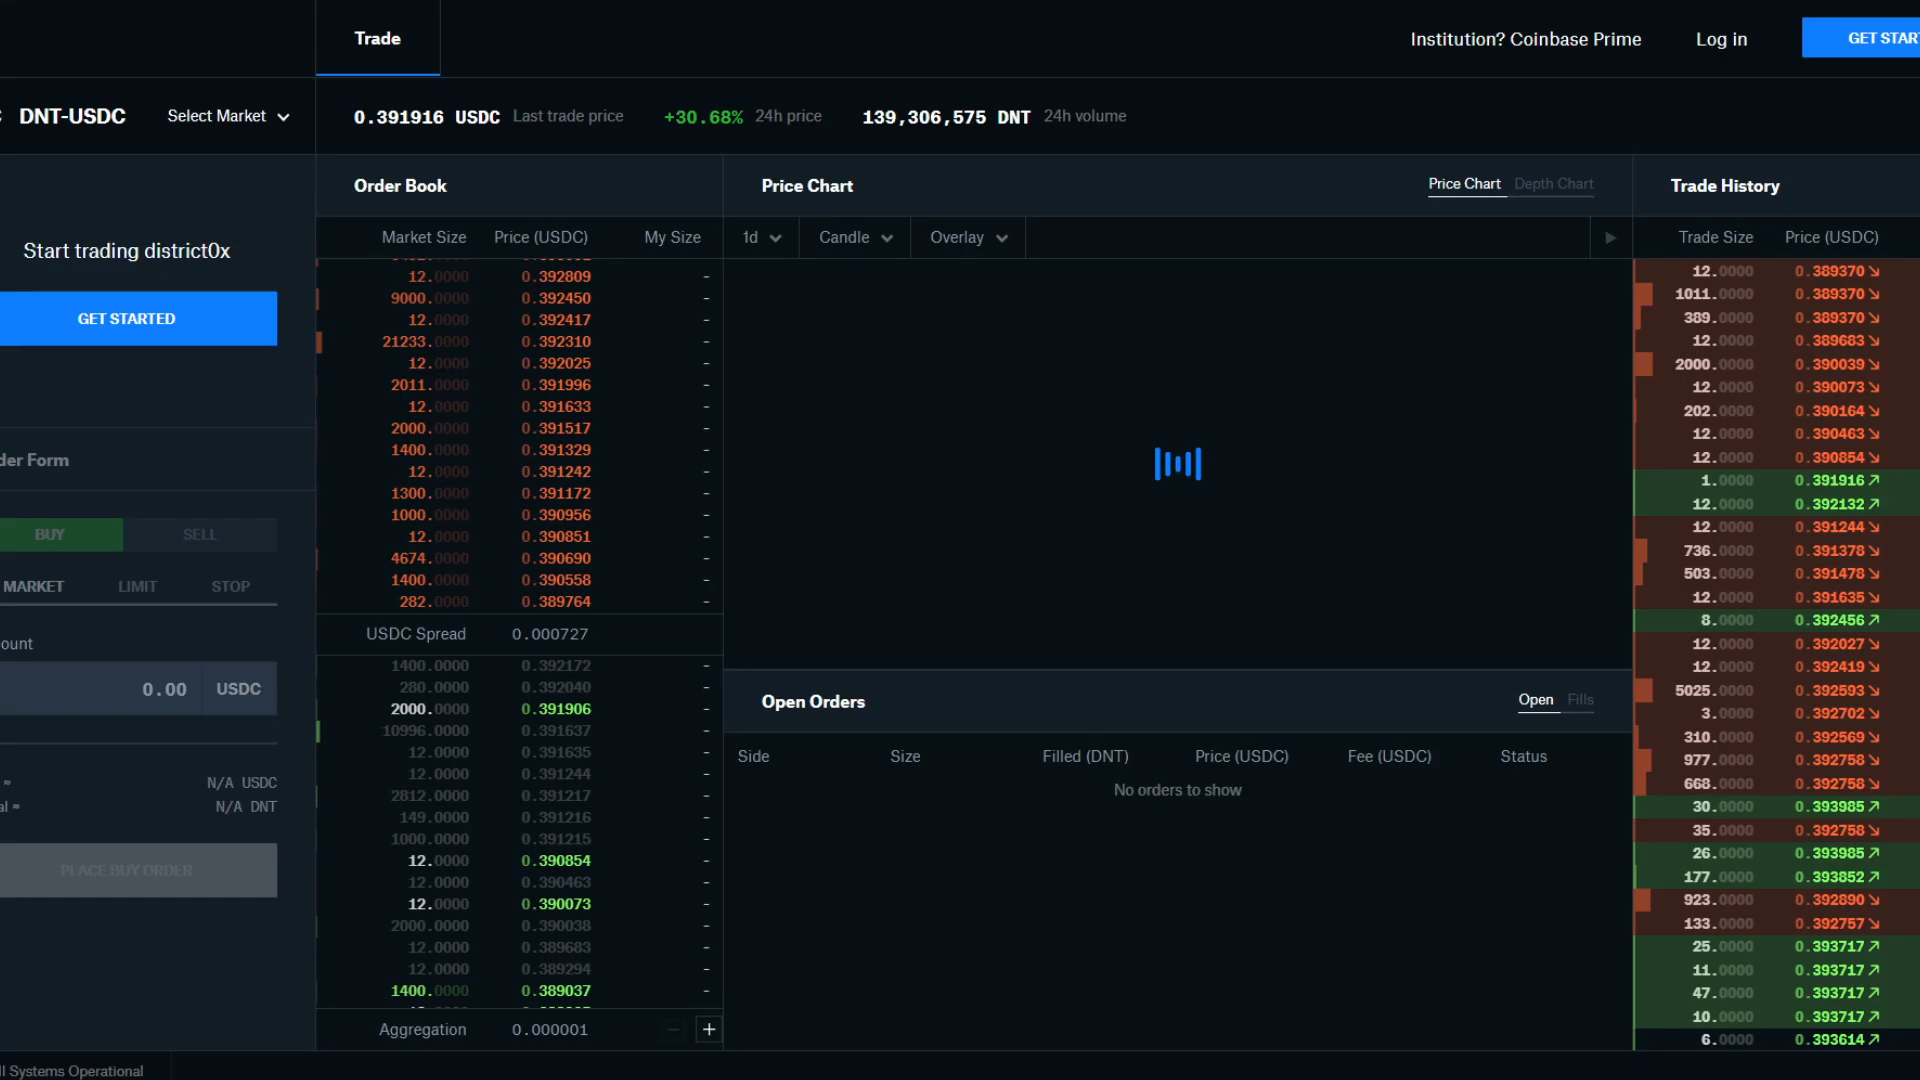 Trade
Institution? Coinbase Prime
Log in
GET STAR
DNT-USDC
Select Market
0.391916 USDC Last trade price
+30.68% 24h price
139,306,575 DNT 24h volume
Start trading district0x
GET STARTED
der Form
BUY SELL
MARKET LIMIT STOP
ount
0.00 USDC
≈ N/A USDC
al ≈ N/A DNT
PLACE BUY ORDER
ll Systems Operational
Order Book
Market Size Price (USDC) My Size
12.0000 0.392809 -
9000.0000 0.392450 -
12.0000 0.392417 -
21233.0000 0.392310 -
12.0000 0.392025 -
2011.0000 0.391996 -
12.0000 0.391633 -
2000.0000 0.391517 -
1400.0000 0.391329 -
12.0000 0.391242 -
1300.0000 0.391172 -
1000.0000 0.390956 -
12.0000 0.390851 -
4674.0000 0.390690 -
1400.0000 0.390558 -
282.0000 0.389764 -
USDC Spread 0.000727
1400.0000 0.392172 -
280.0000 0.392040 -
2000.0000 0.391906 -
10996.0000 0.391637 -
12.0000 0.391635 -
12.0000 0.391244 -
2812.0000 0.391217 -
149.0000 0.391216 -
1000.0000 0.391215 -
12.0000 0.390854 -
12.0000 0.390463 -
12.0000 0.390073 -
2000.0000 0.390038 -
12.0000 0.389683 -
12.0000 0.389294 -
1400.0000 0.389037 -
Aggregation 0.000001 - +
Price Chart
Price Chart Depth Chart
1d Candle Overlay
Open Orders
Open Fills
Side Size Filled (DNT) Price (USDC) Fee (USDC) Status
No orders to show
Trade History
Trade Size Price (USDC)
12.0000 0.389370↘
1011.0000 0.389370↘
389.0000 0.389370↘
12.0000 0.389683↘
2000.0000 0.390039↘
12.0000 0.390073↘
202.0000 0.390164↘
12.0000 0.390463↘
12.0000 0.390854↘
1.0000 0.391916↗
12.0000 0.392132↗
12.0000 0.391244↘
736.0000 0.391378↘
503.0000 0.391478↘
12.0000 0.391635↘
8.0000 0.392456↗
12.0000 0.392027↘
12.0000 0.392419↘
5025.0000 0.392593↘
3.0000 0.392702↘
310.0000 0.392569↘
977.0000 0.392758↘
668.0000 0.392758↘
30.0000 0.393985↗
35.0000 0.392758↘
26.0000 0.393985↗
177.0000 0.393852↗
923.0000 0.392890↘
133.0000 0.392757↘
25.0000 0.393717↗
11.0000 0.393717↗
47.0000 0.393717↗
10.0000 0.393717↗
6.0000 0.393614↗